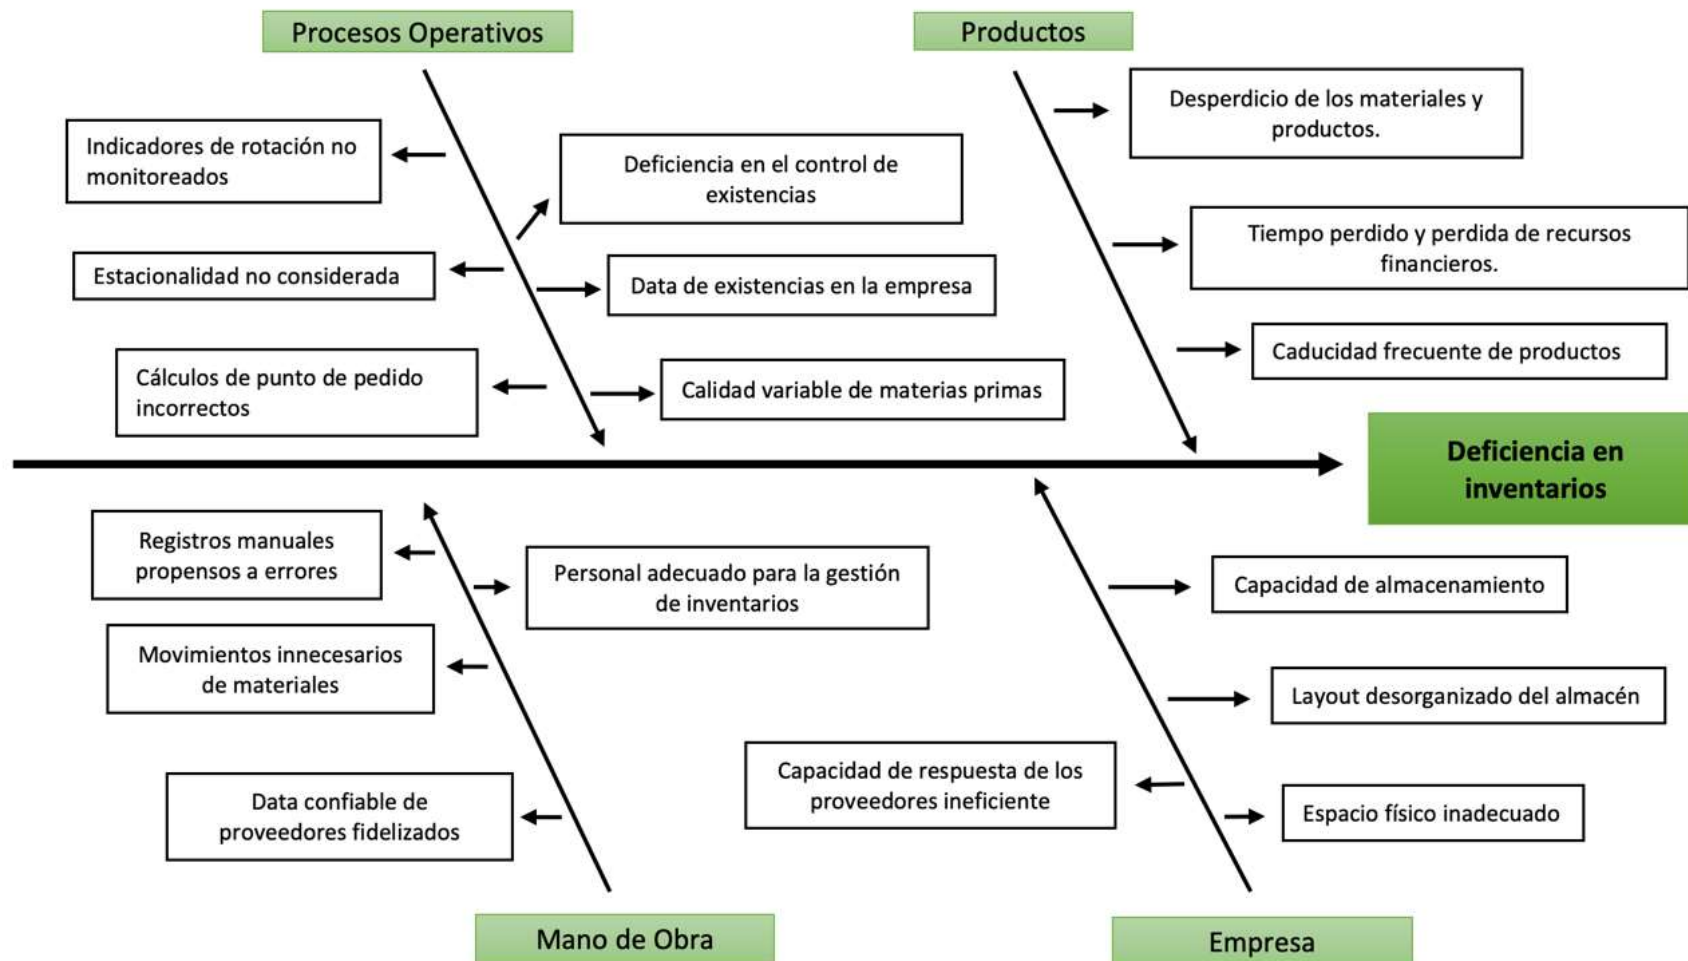 Procesos Operativos
Productos
Indicadores de rotación no
monitoreados
Deficiencia en el control de
existencias
Desperdicio de los materiales y
productos.
Estacionalidad no considerada
Data de existencias en la empresa
Tiempo perdido y perdida de recursos
financieros.
Cálculos de punto de pedido
incorrectos
Calidad variable de materias primas
Caducidad frecuente de productos
Deficiencia en
inventarios
Registros manuales
propensos a errores
Personal adecuado para la gestión
de inventarios
Capacidad de almacenamiento
Movimientos innecesarios
de materiales
Layout desorganizado del almacén
Data confiable de
proveedores fidelizados
Capacidad de respuesta de los
proveedores ineficiente
Espacio físico inadecuado
Mano de Obra
Empresa